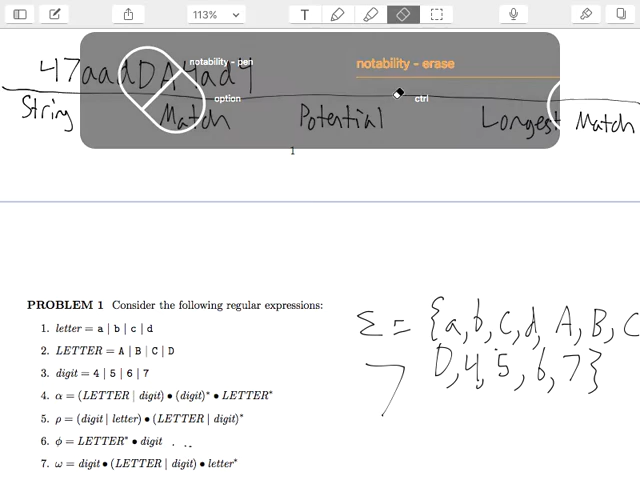 113%
T
notability - pen
notability - erase
47aadDA4ad9
option
ctrl
String Match Potential Longest Match
1
PROBLEM 1 Consider the following regular expressions:
1. letter = a | b | c | d
2. LETTER = A | B | C | D
3. digit = 4 | 5 | 6 | 7
4. α = (LETTER | digit) • (digit)* • LETTER*
5. ρ = (digit | letter) • (LETTER | digit)*
6. ϕ = LETTER* • digit
7. ω = digit • (LETTER | digit) • letter*
Σ = {a, b, c, d, A, B, C
D, 4, 5, 6, 7}